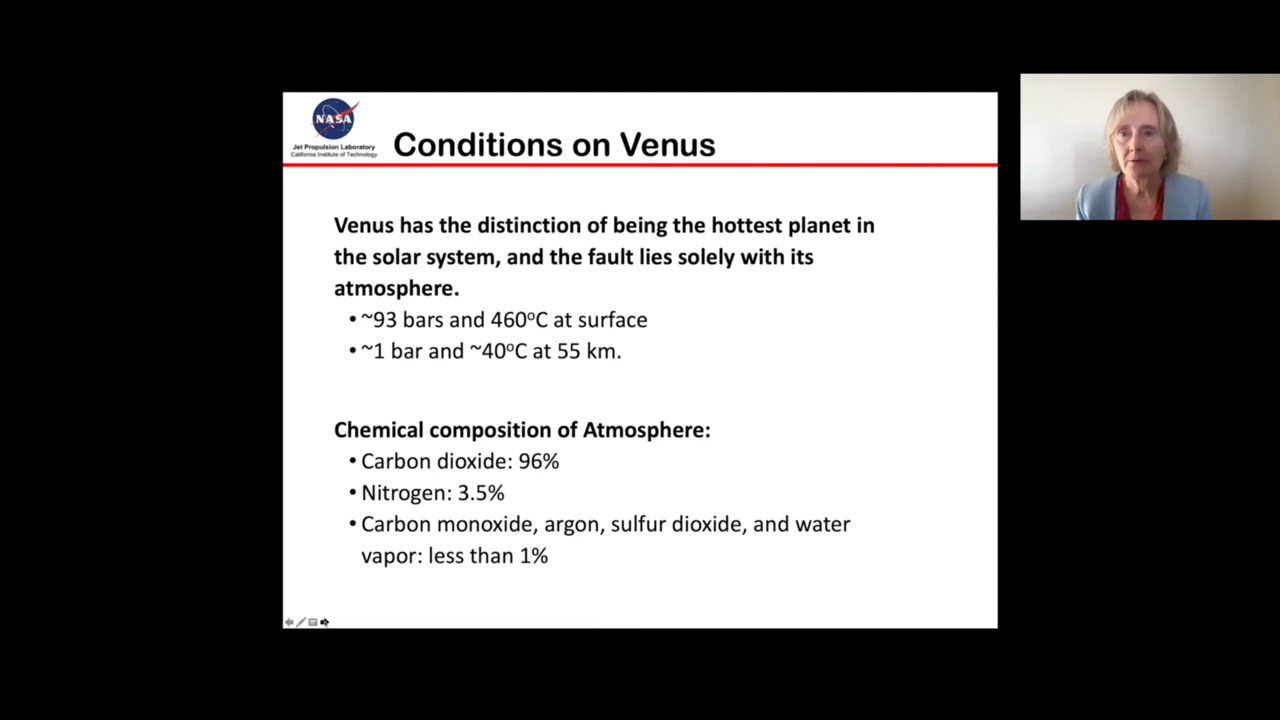 NASA
Jet Propulsion Laboratory
California Institute of Technology
Conditions on Venus
Venus has the distinction of being the hottest planet in
the solar system, and the fault lies solely with its
atmosphere.
• ~93 bars and 460°C at surface
• ~1 bar and ~40°C at 55 km.
Chemical composition of Atmosphere:
• Carbon dioxide: 96%
• Nitrogen: 3.5%
• Carbon monoxide, argon, sulfur dioxide, and water
vapor: less than 1%